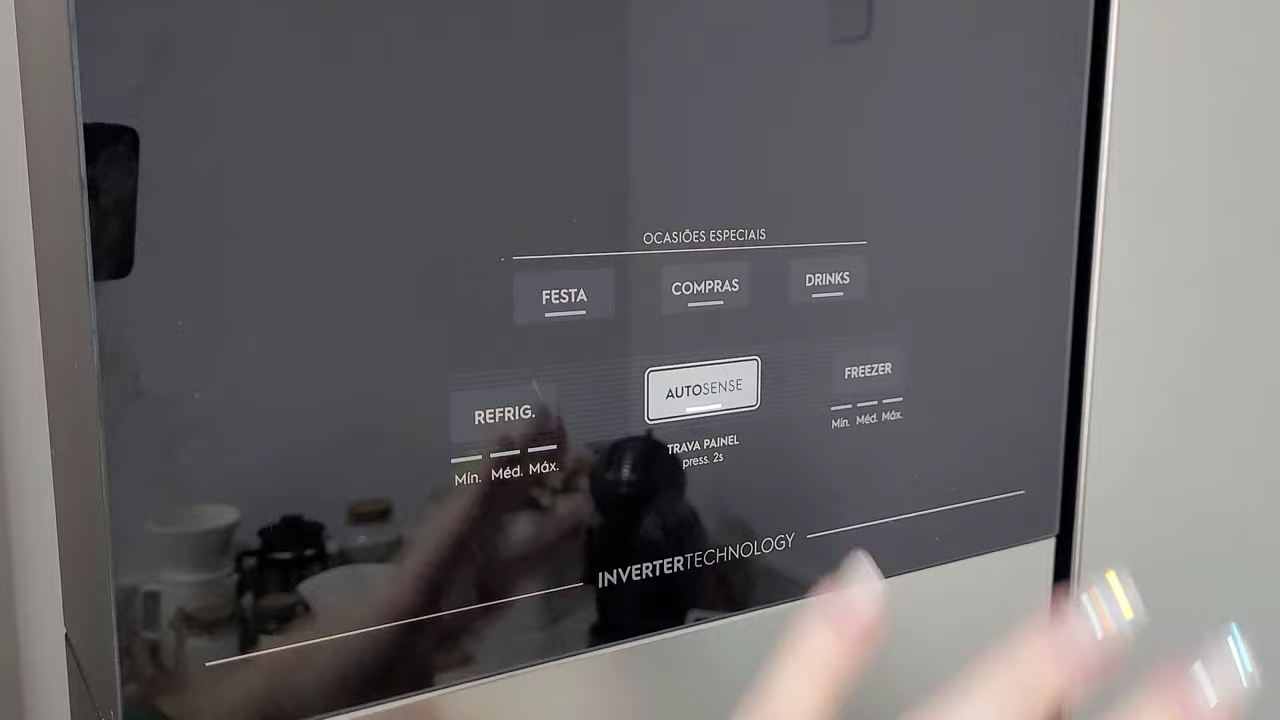 OCASIÕES ESPECIAIS
FESTA COMPRAS DRINKS
REFRIG. AUTOSENSE FREEZER
Mín. Méd. Máx. TRAVA PAINEL Mín. Méd. Máx.
press. 2s
INVERTERTECHNOLOGY